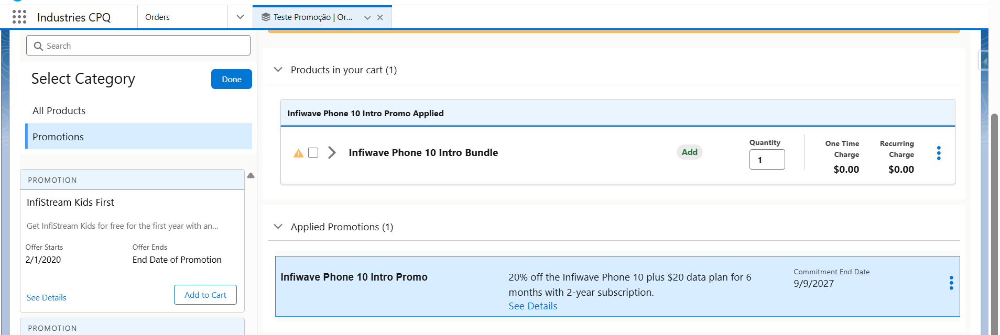 Industries CPQ
Orders
Teste Promoção | Or...
Search
Select Category
Done
All Products
Promotions
PROMOTION
InfiStream Kids First
Get InfiStream Kids for free for the first year with an...
Offer Starts
Offer Ends
2/1/2020
End Date of Promotion
See Details
Add to Cart
PROMOTION
Products in your cart (1)
Infiwave Phone 10 Intro Promo Applied
Infiwave Phone 10 Intro Bundle
Add
Quantity
1
One Time
Charge
$0.00
Recurring
Charge
$0.00
Applied Promotions (1)
Infiwave Phone 10 Intro Promo
20% off the Infiwave Phone 10 plus $20 data plan for 6
months with 2-year subscription.
See Details
Commitment End Date
9/9/2027